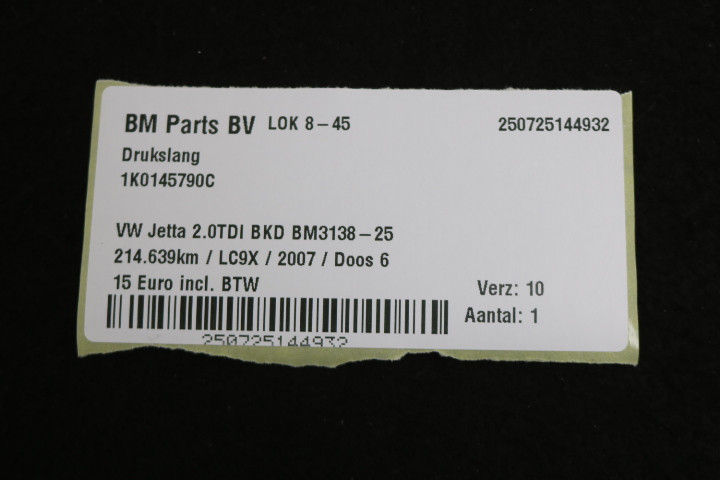 BM Parts BV LOK 8-45 250725144932
Drukslang
1K0145790C
VW Jetta 2.0TDI BKD BM3138-25
214.639km / LC9X / 2007 / Doos 6
15 Euro incl. BTW Verz: 10
Aantal: 1
250725144932